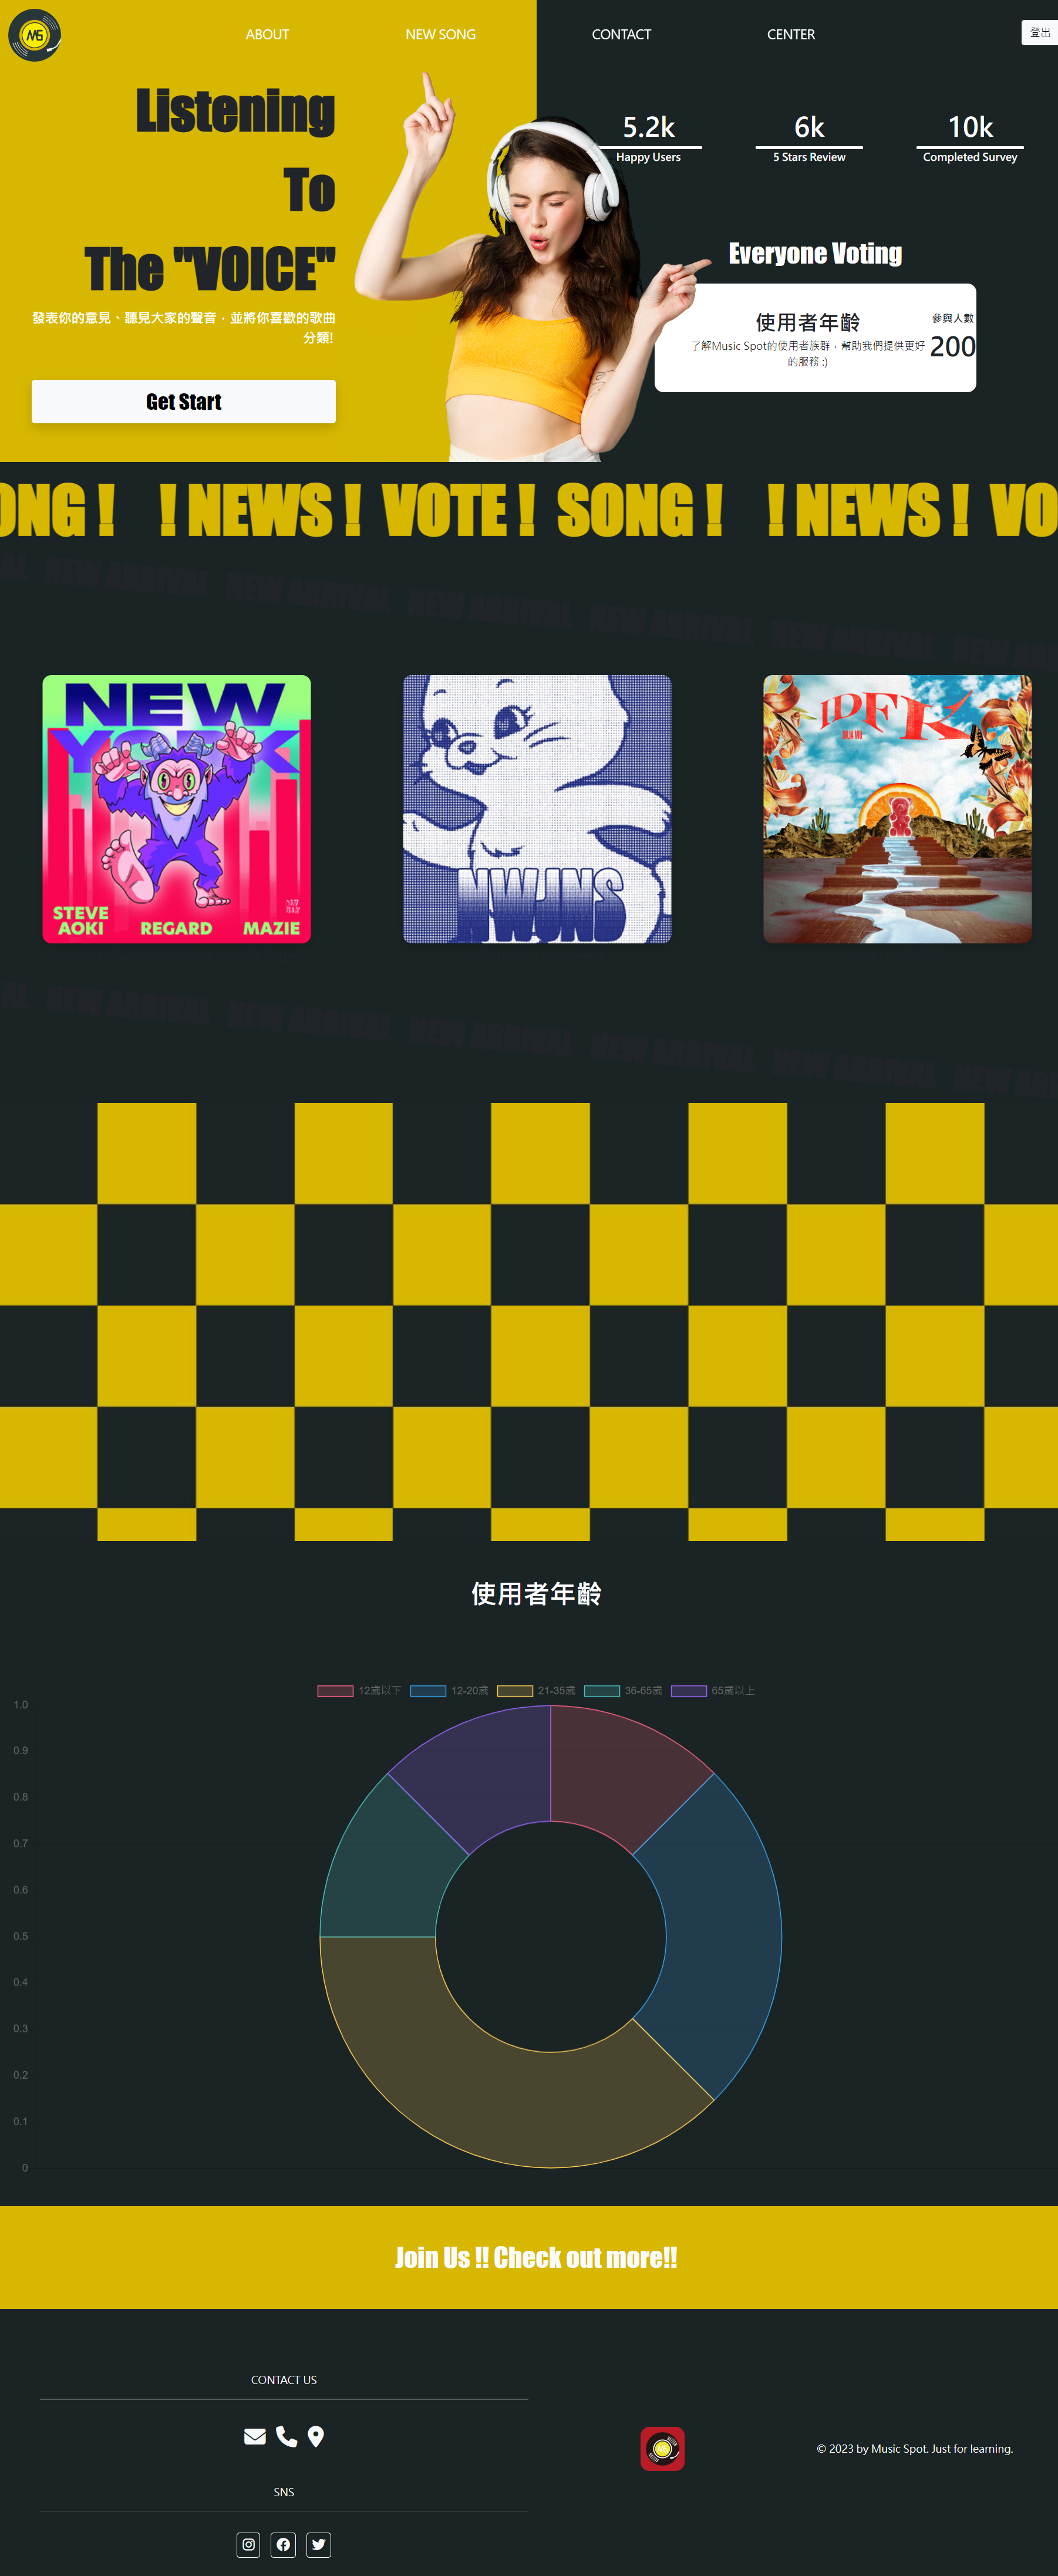 MS
ABOUT
NEW SONG
CONTACT
CENTER
登出
Listening
To
The "VOICE"
發表你的意見、聽見大家的聲音，並將你喜歡的歌曲
分類!
Get Start
5.2k
Happy Users
6k
5 Stars Review
10k
Completed Survey
Everyone Voting
使用者年齡
了解Music Spot的使用者族群，幫助我們提供更好
的服務 :)
參與人數
200
ONG！ ！NEWS！ VOTE！ SONG！ ！NEWS！ VO
AL NEW ARRIVAL NEW ARRIVAL NEW ARRIVAL NEW ARRIVAL NEW ARRIVAL NEW ARR
NEW
YORK
STEVE
AOKI
REGARD
MAZIE
NWJNS
IDFK
AL NEW ARRIVAL NEW ARRIVAL NEW ARRIVAL NEW ARRIVAL NEW ARRIVAL NEW ARR
使用者年齡
12歲以下
12-20歲
21-35歲
36-65歲
65歲以上
1.0
0.9
0.8
0.7
0.6
0.5
0.4
0.3
0.2
0.1
0
Join Us !! Check out more!!
CONTACT US
SNS
© 2023 by Music Spot. Just for learning.